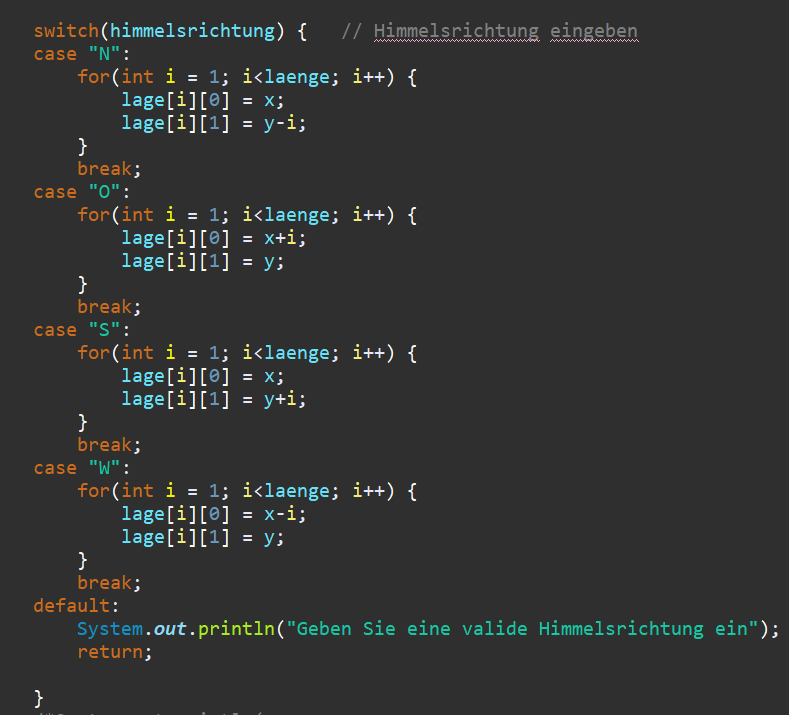 switch(himmelsrichtung) {   // Himmelsrichtung eingeben
case "N":
    for(int i = 1; i<laenge; i++) {
        lage[i][0] = x;
        lage[i][1] = y-i;
    }
    break;
case "O":
    for(int i = 1; i<laenge; i++) {
        lage[i][0] = x+i;
        lage[i][1] = y;
    }
    break;
case "S":
    for(int i = 1; i<laenge; i++) {
        lage[i][0] = x;
        lage[i][1] = y+i;
    }
    break;
case "W":
    for(int i = 1; i<laenge; i++) {
        lage[i][0] = x-i;
        lage[i][1] = y;
    }
    break;
default:
    System.out.println("Geben Sie eine valide Himmelsrichtung ein");
    return;

}